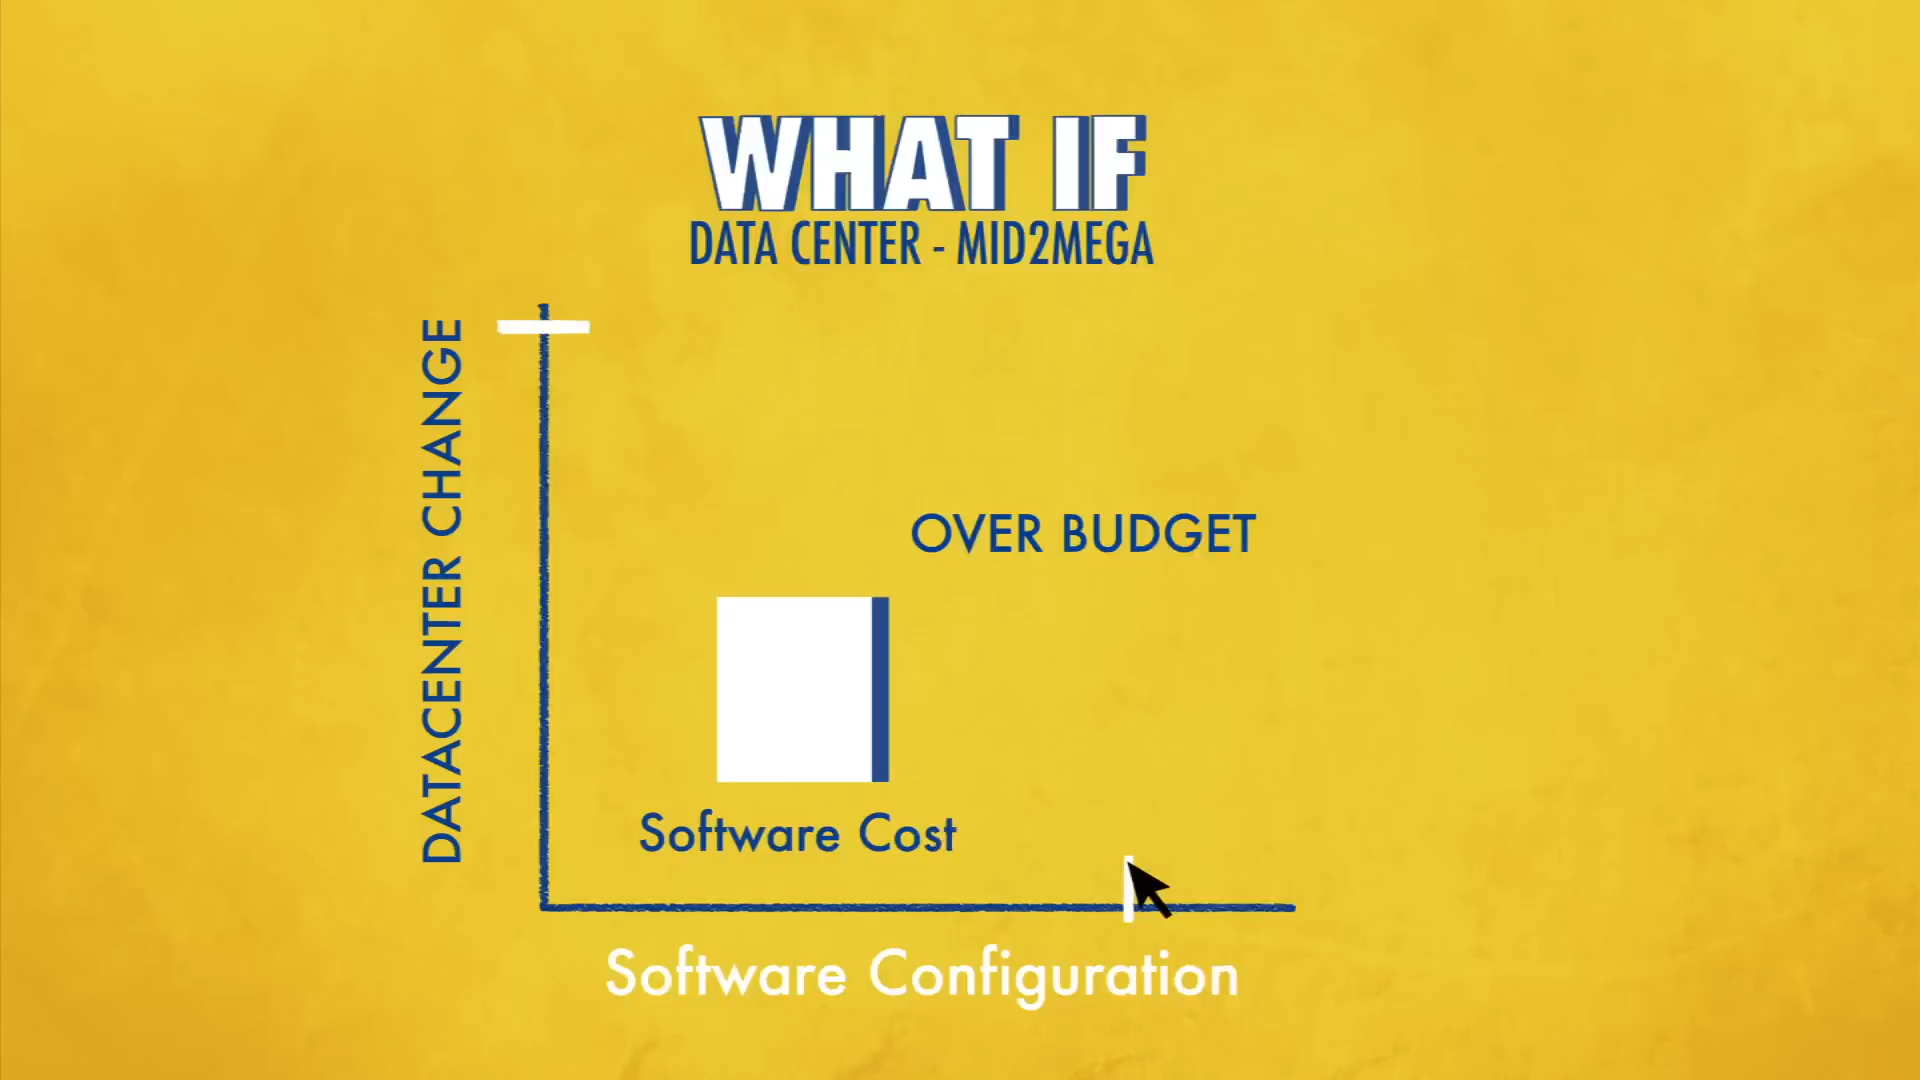 WHAT IF
DATA CENTER - MID2MEGA
DATACENTER CHANGE
OVER BUDGET
Software Cost
Software Configuration